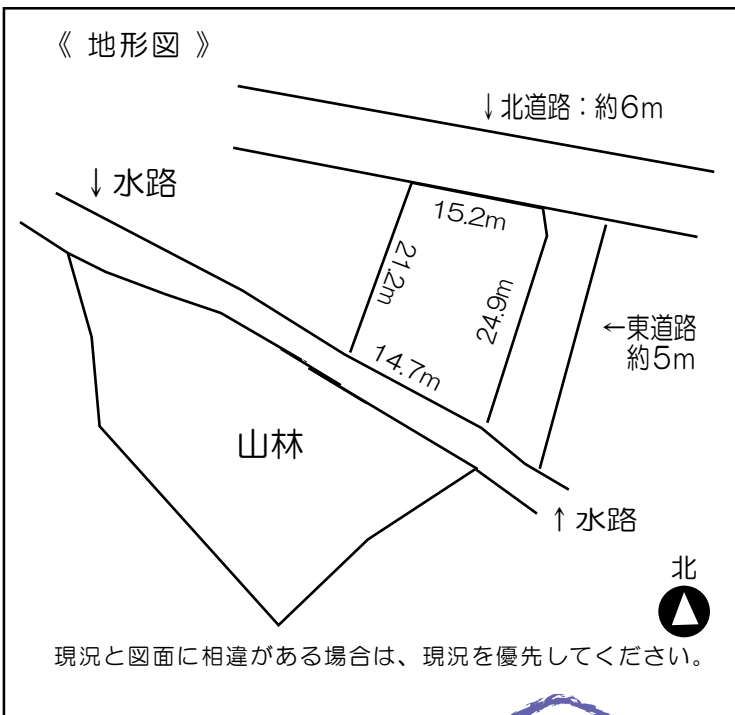 《 地形図 》
↓北道路：約6m
↓水路
15.2m
21.2m
24.9m
←東道路
約5m
14.7m
山林
↑水路
北
現況と図面に相違がある場合は、現況を優先してください。